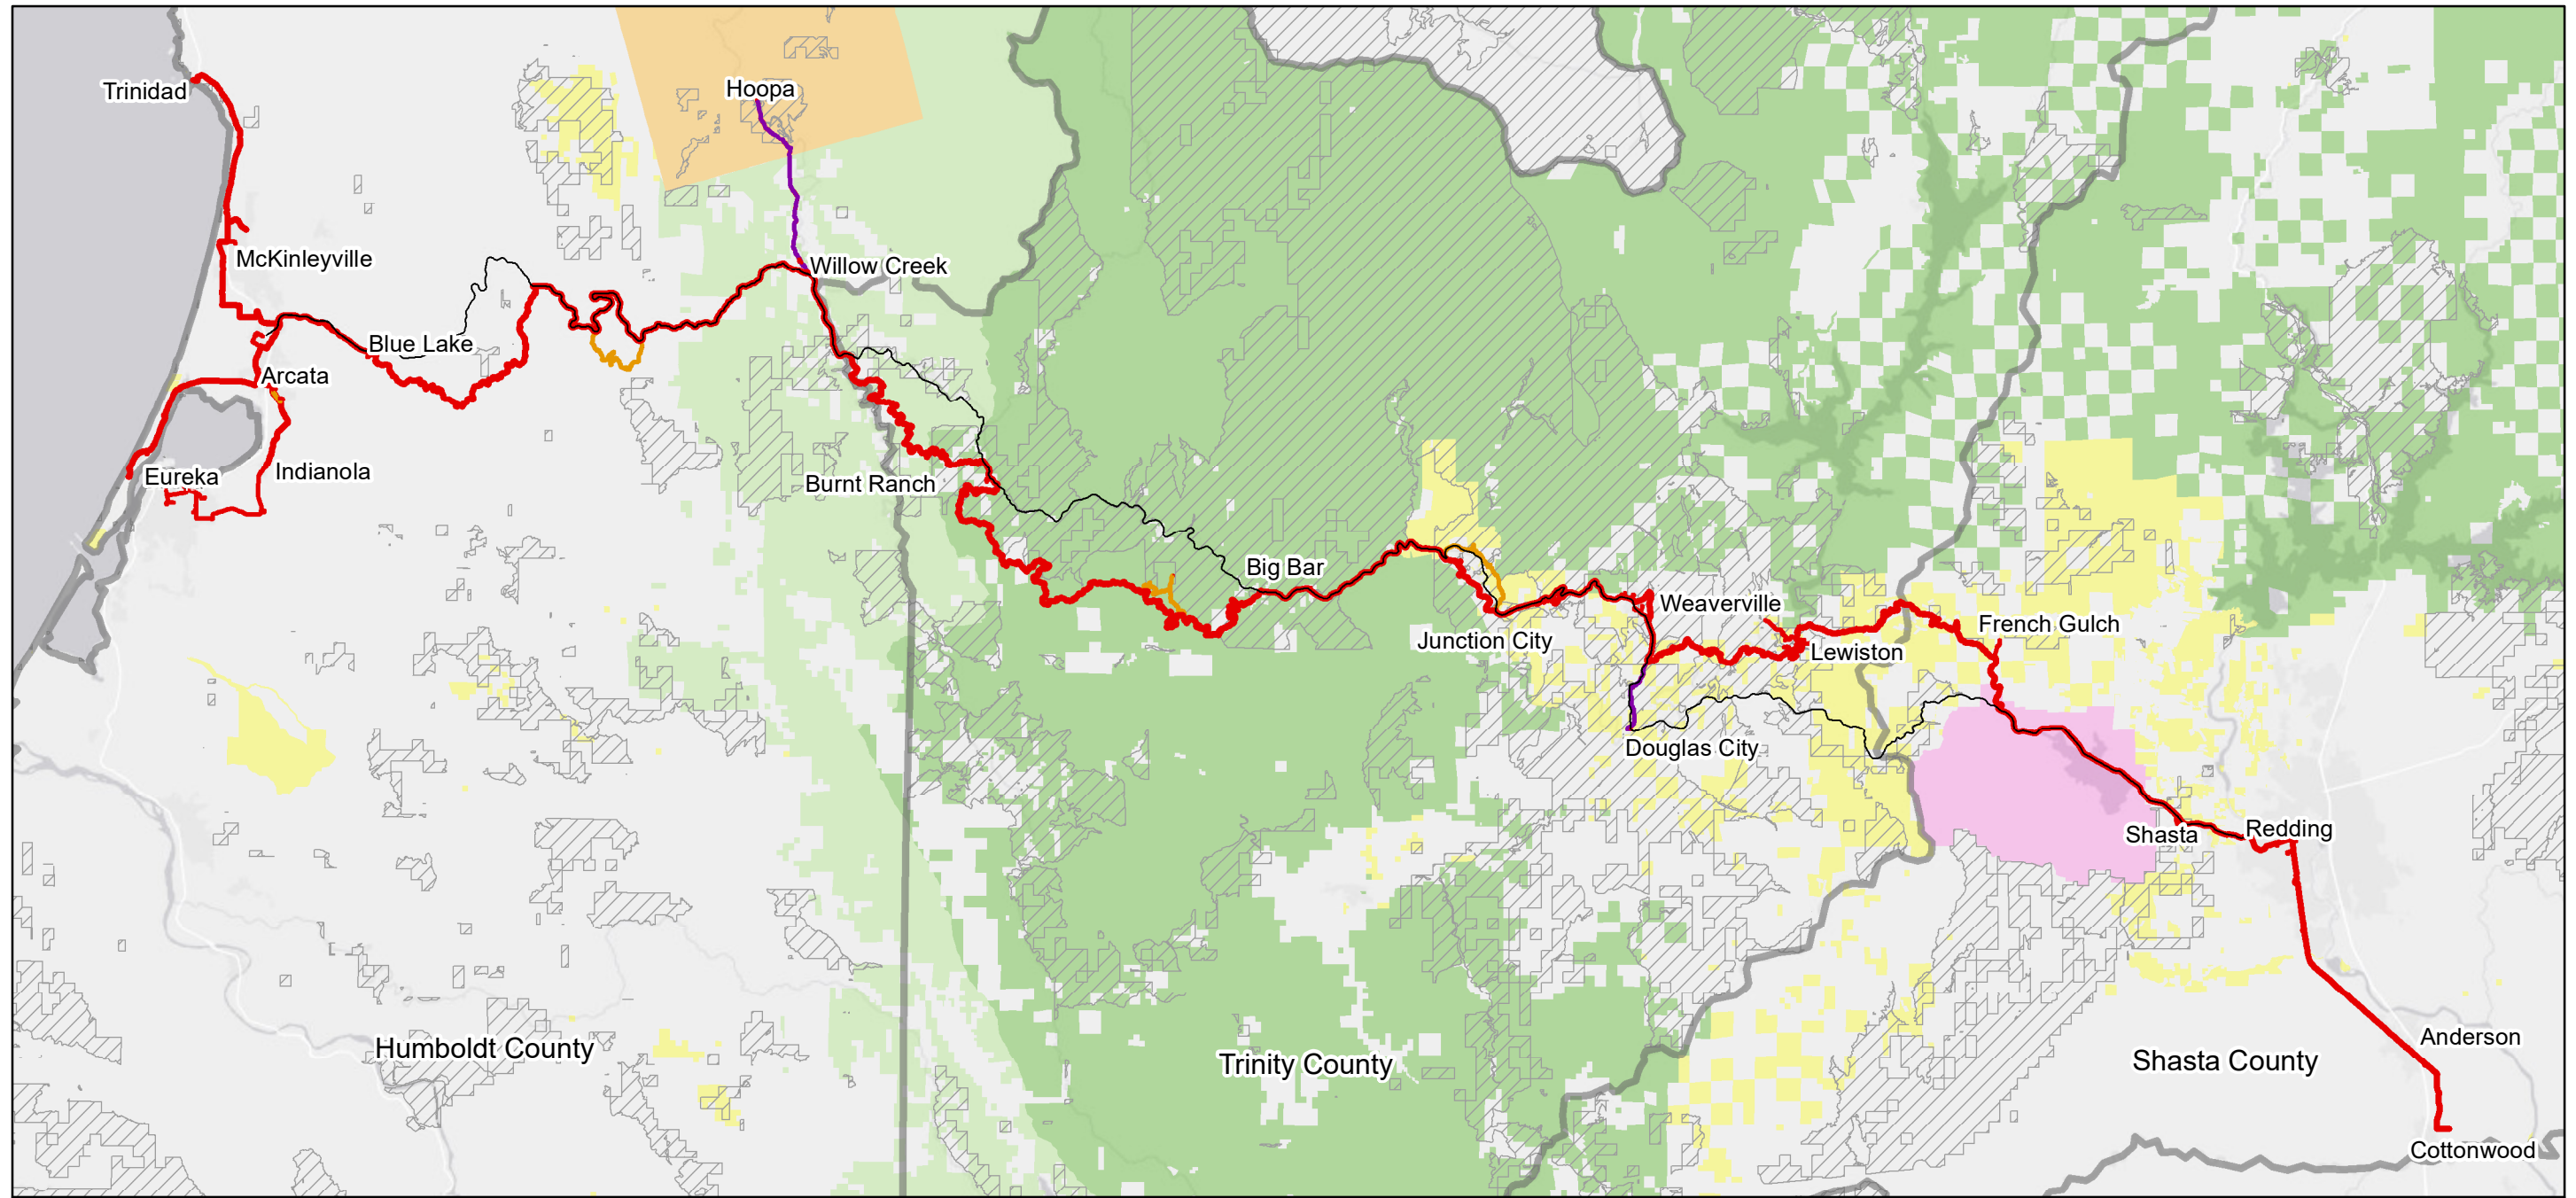 Trinidad
Hoopa
McKinleyville
Willow Creek
Blue Lake
Arcata
Indianola
Eureka
Burnt Ranch
Big Bar
Weaverville
French Gulch
Junction City
Lewiston
Douglas City
Shasta
Redding
Anderson
Humboldt County
Trinity County
Shasta County
Cottonwood